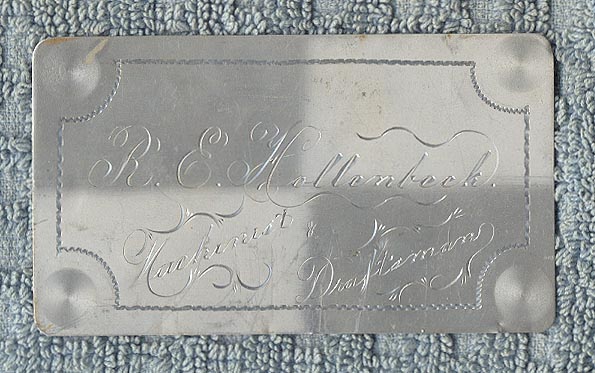 R. E. Hollenbeck.
Machinist & Draftsman